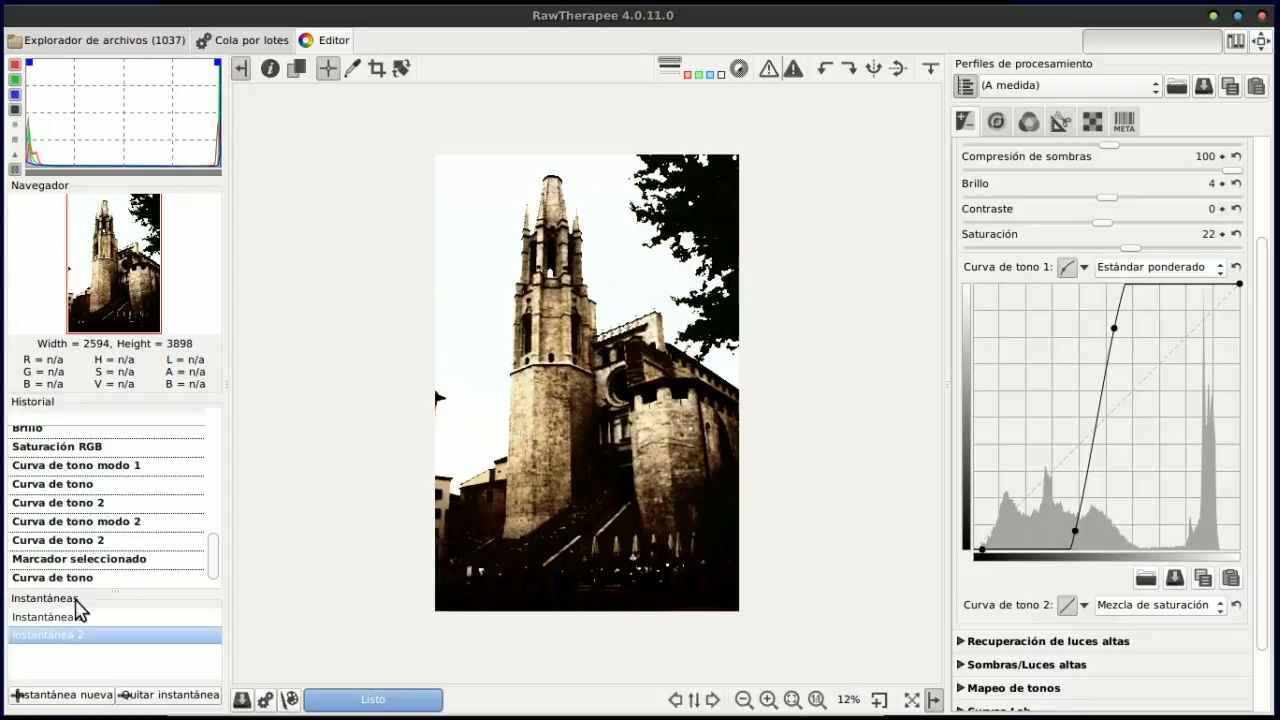 RawTherapee 4.0.11.0
Explorador de archivos (1037) Cola por lotes Editor
Perfiles de procesamiento
(A medida)
META
Compresión de sombras 100
Brillo 4
Contraste 0
Saturación 22
Curva de tono 1: Estándar ponderado
Curva de tono 2: Mezcla de saturación
Recuperación de luces altas
Sombras/Luces altas
Mapeo de tonos
Navegador
Width = 2594, Height = 3898
R = n/a H = n/a L = n/a
G = n/a S = n/a A = n/a
B = n/a V = n/a B = n/a
Historial
Brillo
Saturación RGB
Curva de tono modo 1
Curva de tono
Curva de tono 2
Curva de tono modo 2
Curva de tono 2
Marcador seleccionado
Curva de tono
Instantáneas
Instantánea
Instantánea 2
Instantánea nueva Quitar instantánea
Listo
12%